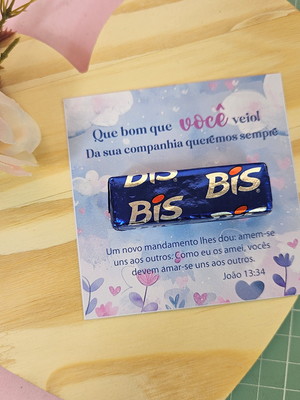 Que bom que você veio!
Da sua companhia queremos sempre
BIS BIS
BIS BIS
Um novo mandamento lhes dou: amem-se
uns aos outros: Como eu os amei, vocês
devem amar-se uns aos outros.
João 13:34